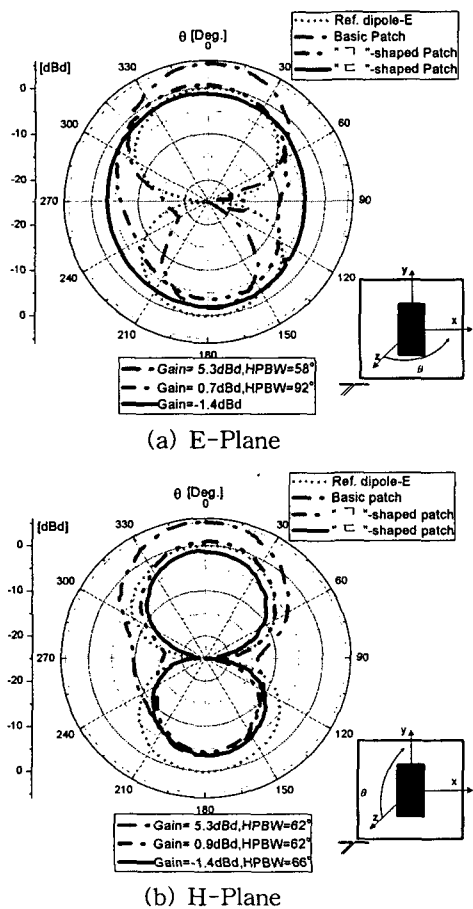 θ [Deg.]
0
[dBd]
330
30
300
60
270
90
240
120
210
150
180
0
-10
-20
-30
-20
-10
0
Ref. dipole-E
Basic Patch
" ㄱ "-shaped Patch
" ㄷ "-shaped Patch
y
x
z
θ
Gain= 5.3dBd,HPBW=58°
Gain= 0.7dBd,HPBW=92°
Gain=-1.4dBd
(a) E-Plane
θ [Deg.]
0
[dBd]
330
30
300
60
270
90
240
120
210
150
180
0
-10
-20
-30
-20
-10
0
Ref. dipole-E
Basic patch
" ㄱ "-shaped patch
" ㄷ "-shaped patch
y
x
z
θ
Gain= 5.3dBd,HPBW=62°
Gain= 0.9dBd,HPBW=62°
Gain=-1.4dBd,HPBW=66°
(b) H-Plane